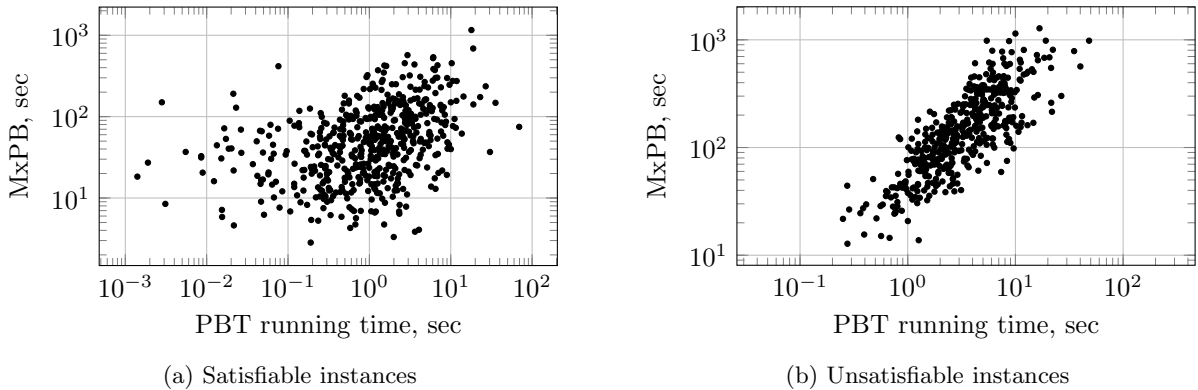 10^3
10^2
10^1
MxPB, sec
10^−3 10^−2 10^−1 10^0 10^1 10^2
PBT running time, sec
(a) Satisfiable instances
10^3
10^2
10^1
MxPB, sec
10^−1 10^0 10^1 10^2
PBT running time, sec
(b) Unsatisfiable instances